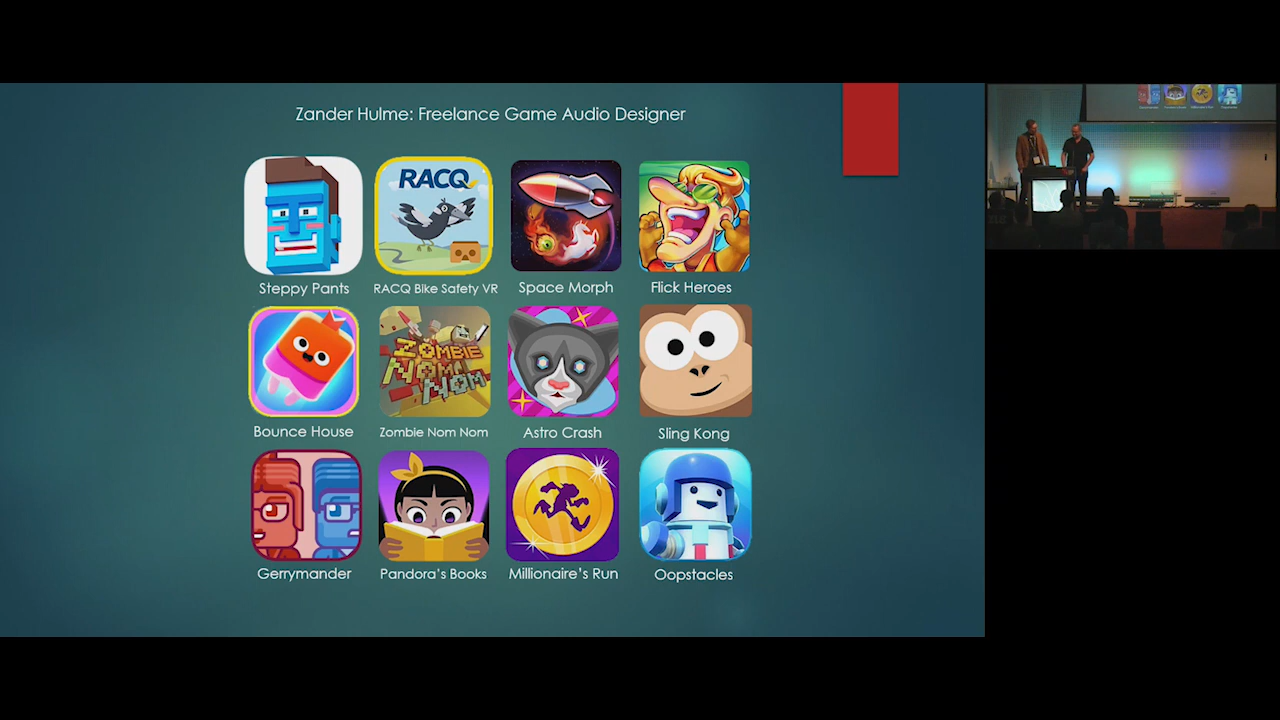 Zander Hulme: Freelance Game Audio Designer
RACQ
Steppy Pants
RACQ Bike Safety VR
Space Morph
Flick Heroes
ZOMBIE
NOM
NOM
Bounce House
Zombie Nom Nom
Astro Crash
Sling Kong
Gerrymander
Pandora's Books
Millionaire's Run
Oopstacles